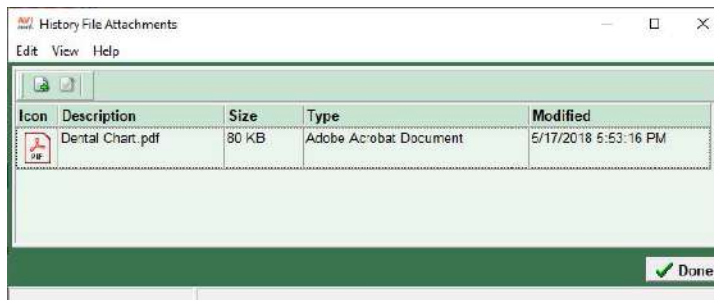 History File Attachments
Edit View Help
Icon Description Size Type Modified
PDF Dental Chart.pdf 80 KB Adobe Acrobat Document 5/17/2018 5:53:16 PM
Done